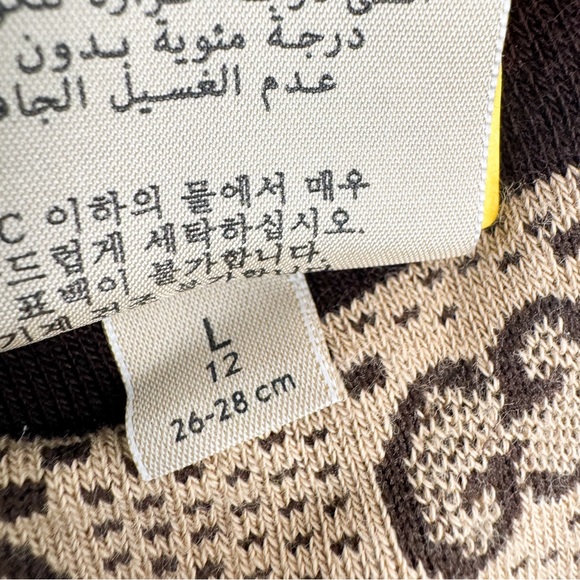 درجة مئوية بدون
عدم الغسيل الجاف
C 이하의 물에서 매우
드럽게 세탁하십시오.
표백이 불가합니다.
L
12
26-28 cm